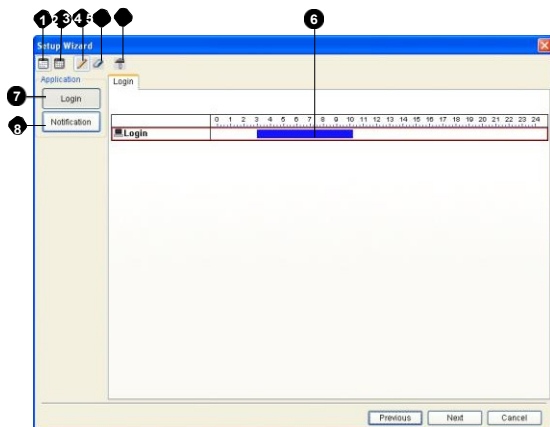 1 2 3 4 5 6
Setup Wizard
Application
Login
7 Login
8 Notification
0 1 2 3 4 5 6 7 8 9 10 11 12 13 14 15 16 17 18 19 20 21 22 23 24
Login
Previous Next Cancel